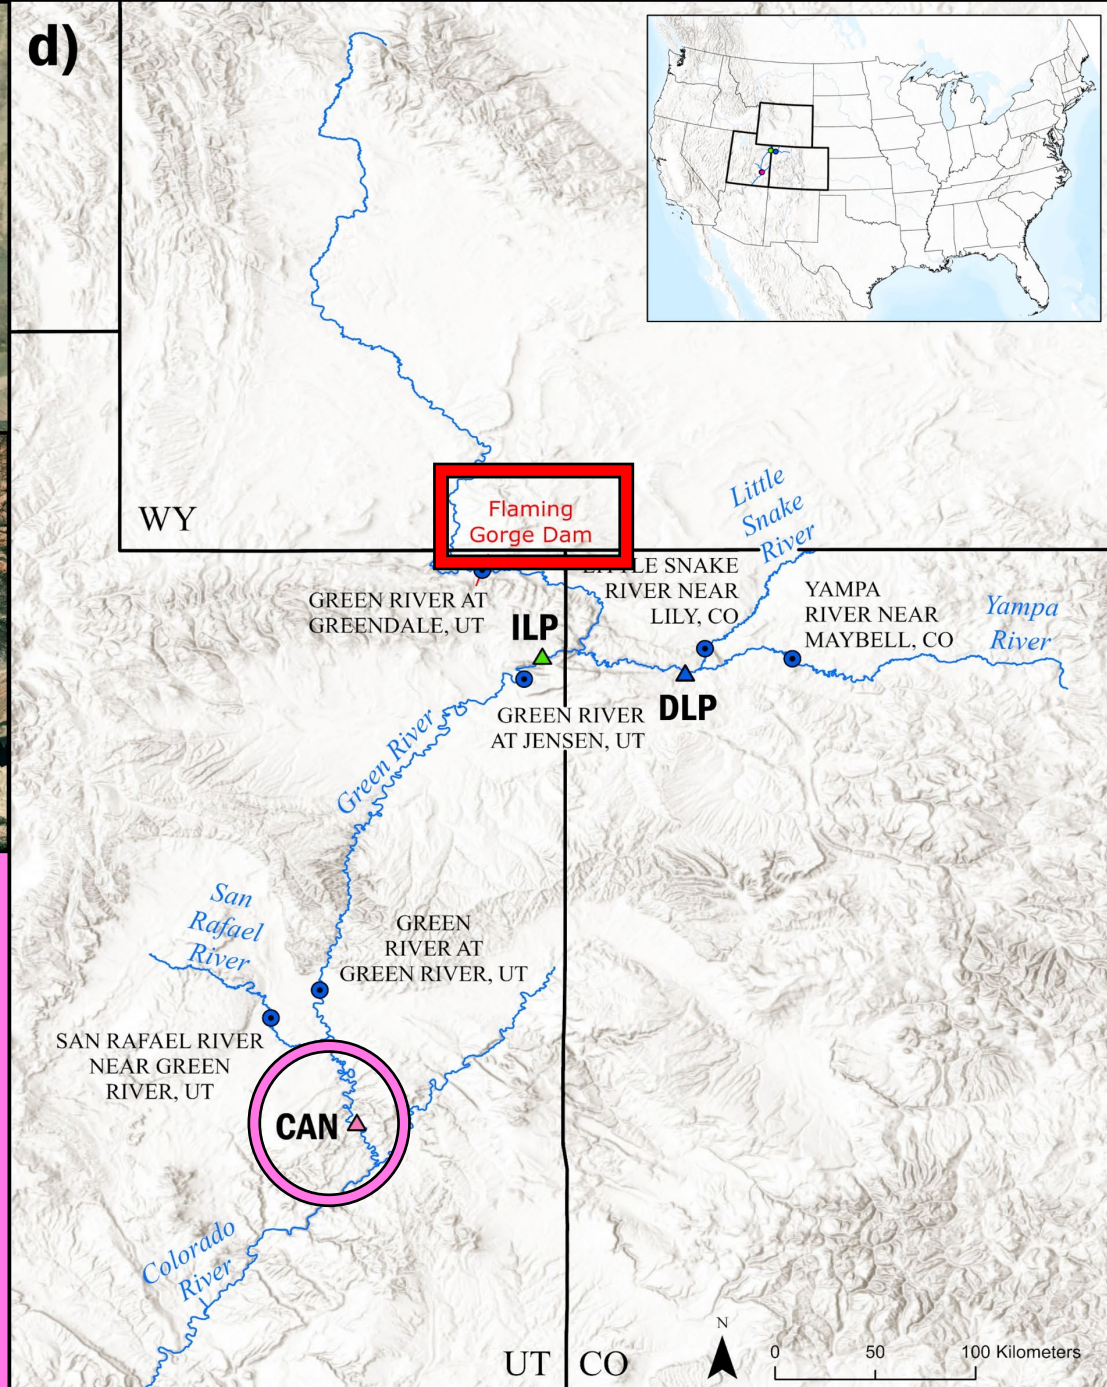 d)
WY
Flaming
Gorge Dam
Little
Snake
River
LITTLE SNAKE
RIVER NEAR
LILY, CO
YAMPA
RIVER NEAR
MAYBELL, CO
Yampa
River
GREEN RIVER AT
GREENDALE, UT
ILP
DLP
GREEN RIVER
AT JENSEN, UT
Green River
San
Rafael
River
GREEN
RIVER AT
GREEN RIVER, UT
SAN RAFAEL RIVER
NEAR GREEN
RIVER, UT
CAN
Colorado
River
UT
CO
N
0 50 100 Kilometers